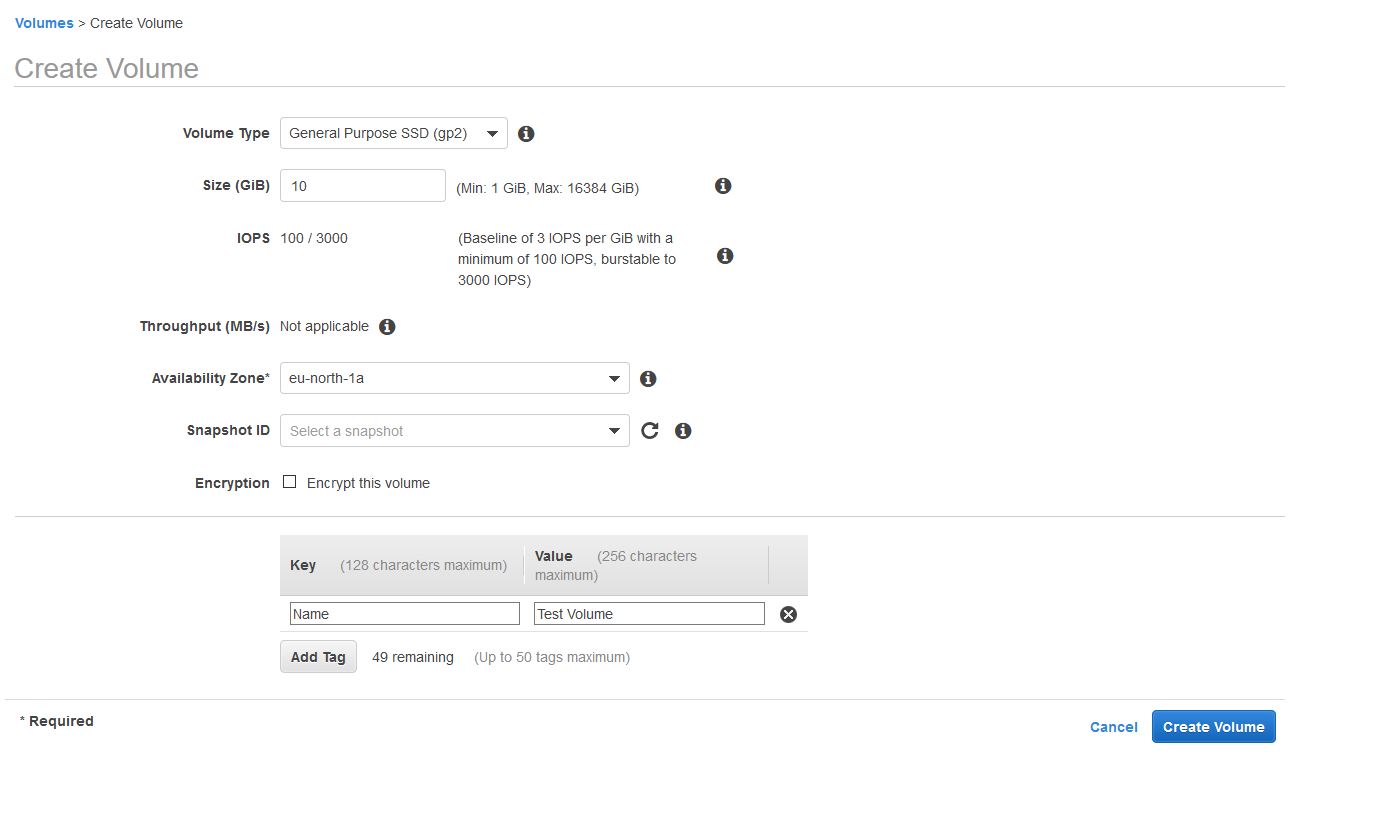 Volumes > Create Volume
Create Volume
Volume Type General Purpose SSD (gp2)
Size (GiB) 10 (Min: 1 GiB, Max: 16384 GiB)
IOPS 100 / 3000 (Baseline of 3 IOPS per GiB with a
minimum of 100 IOPS, burstable to
3000 IOPS)
Throughput (MB/s) Not applicable
Availability Zone* eu-north-1a
Snapshot ID Select a snapshot
Encryption Encrypt this volume
Key (128 characters maximum) Value (256 characters
maximum)
Name Test Volume
Add Tag 49 remaining (Up to 50 tags maximum)
* Required
Cancel Create Volume